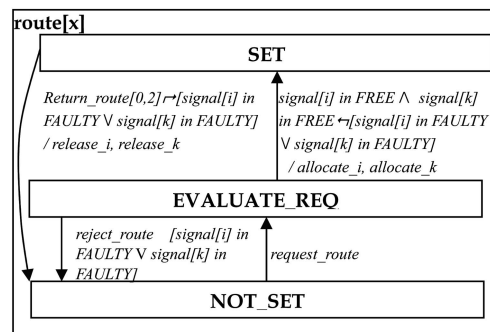 route[x]
SET
Return_route[0,2]↦[signal[i] in
FAULTY ∨ signal[k] in FAULTY]
/ release_i, release_k
signal[i] in FREE ∧ signal[k]
in FREE ↤[signal[i] in FAULTY
∨ signal[k] in FAULTY]
/ allocate_i, allocate_k
EVALUATE_REQ
reject_route [signal[i] in
FAULTY ∨ signal[k] in
FAULTY]
request_route
NOT_SET